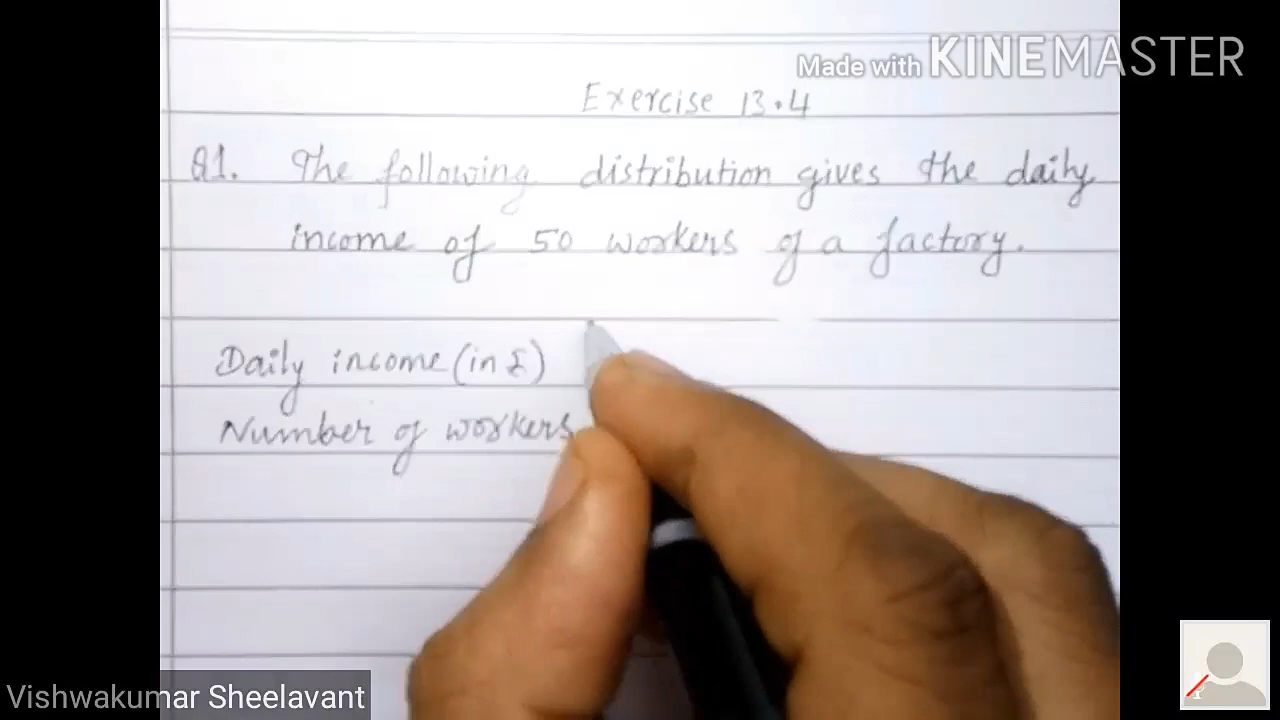 Made with KINEMASTER
Exercise 13.4
Q1. The following distribution gives the daily
income of 50 workers of a factory.
Daily income (in ₹)
Number of workers
Vishwakumar Sheelavant